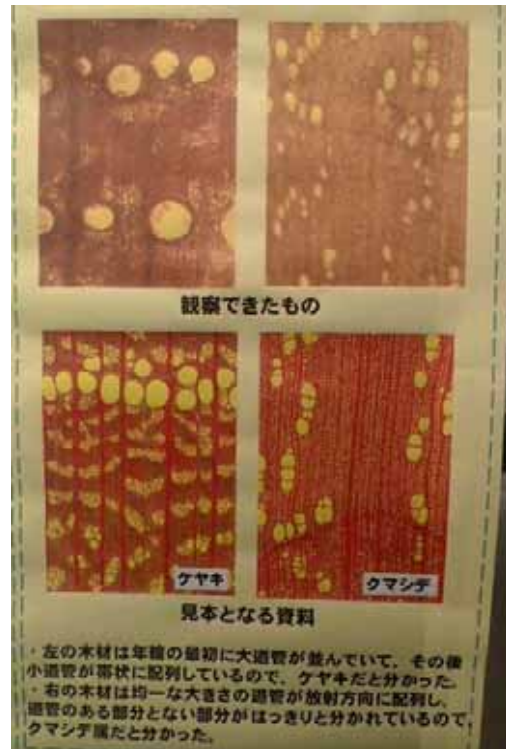 観察できたもの
ケヤキ
クマシデ
見本となる資料
・左の木材は年輪の最初に大道管が並んでいて、その後
小道管が帯状に配列しているので、ケヤキだと分かった。
・右の木材は均一な大きさの道管が放射方向に配列し、
道管のある部分とない部分がはっきりと分かれているので、
クマシデ属だと分かった。